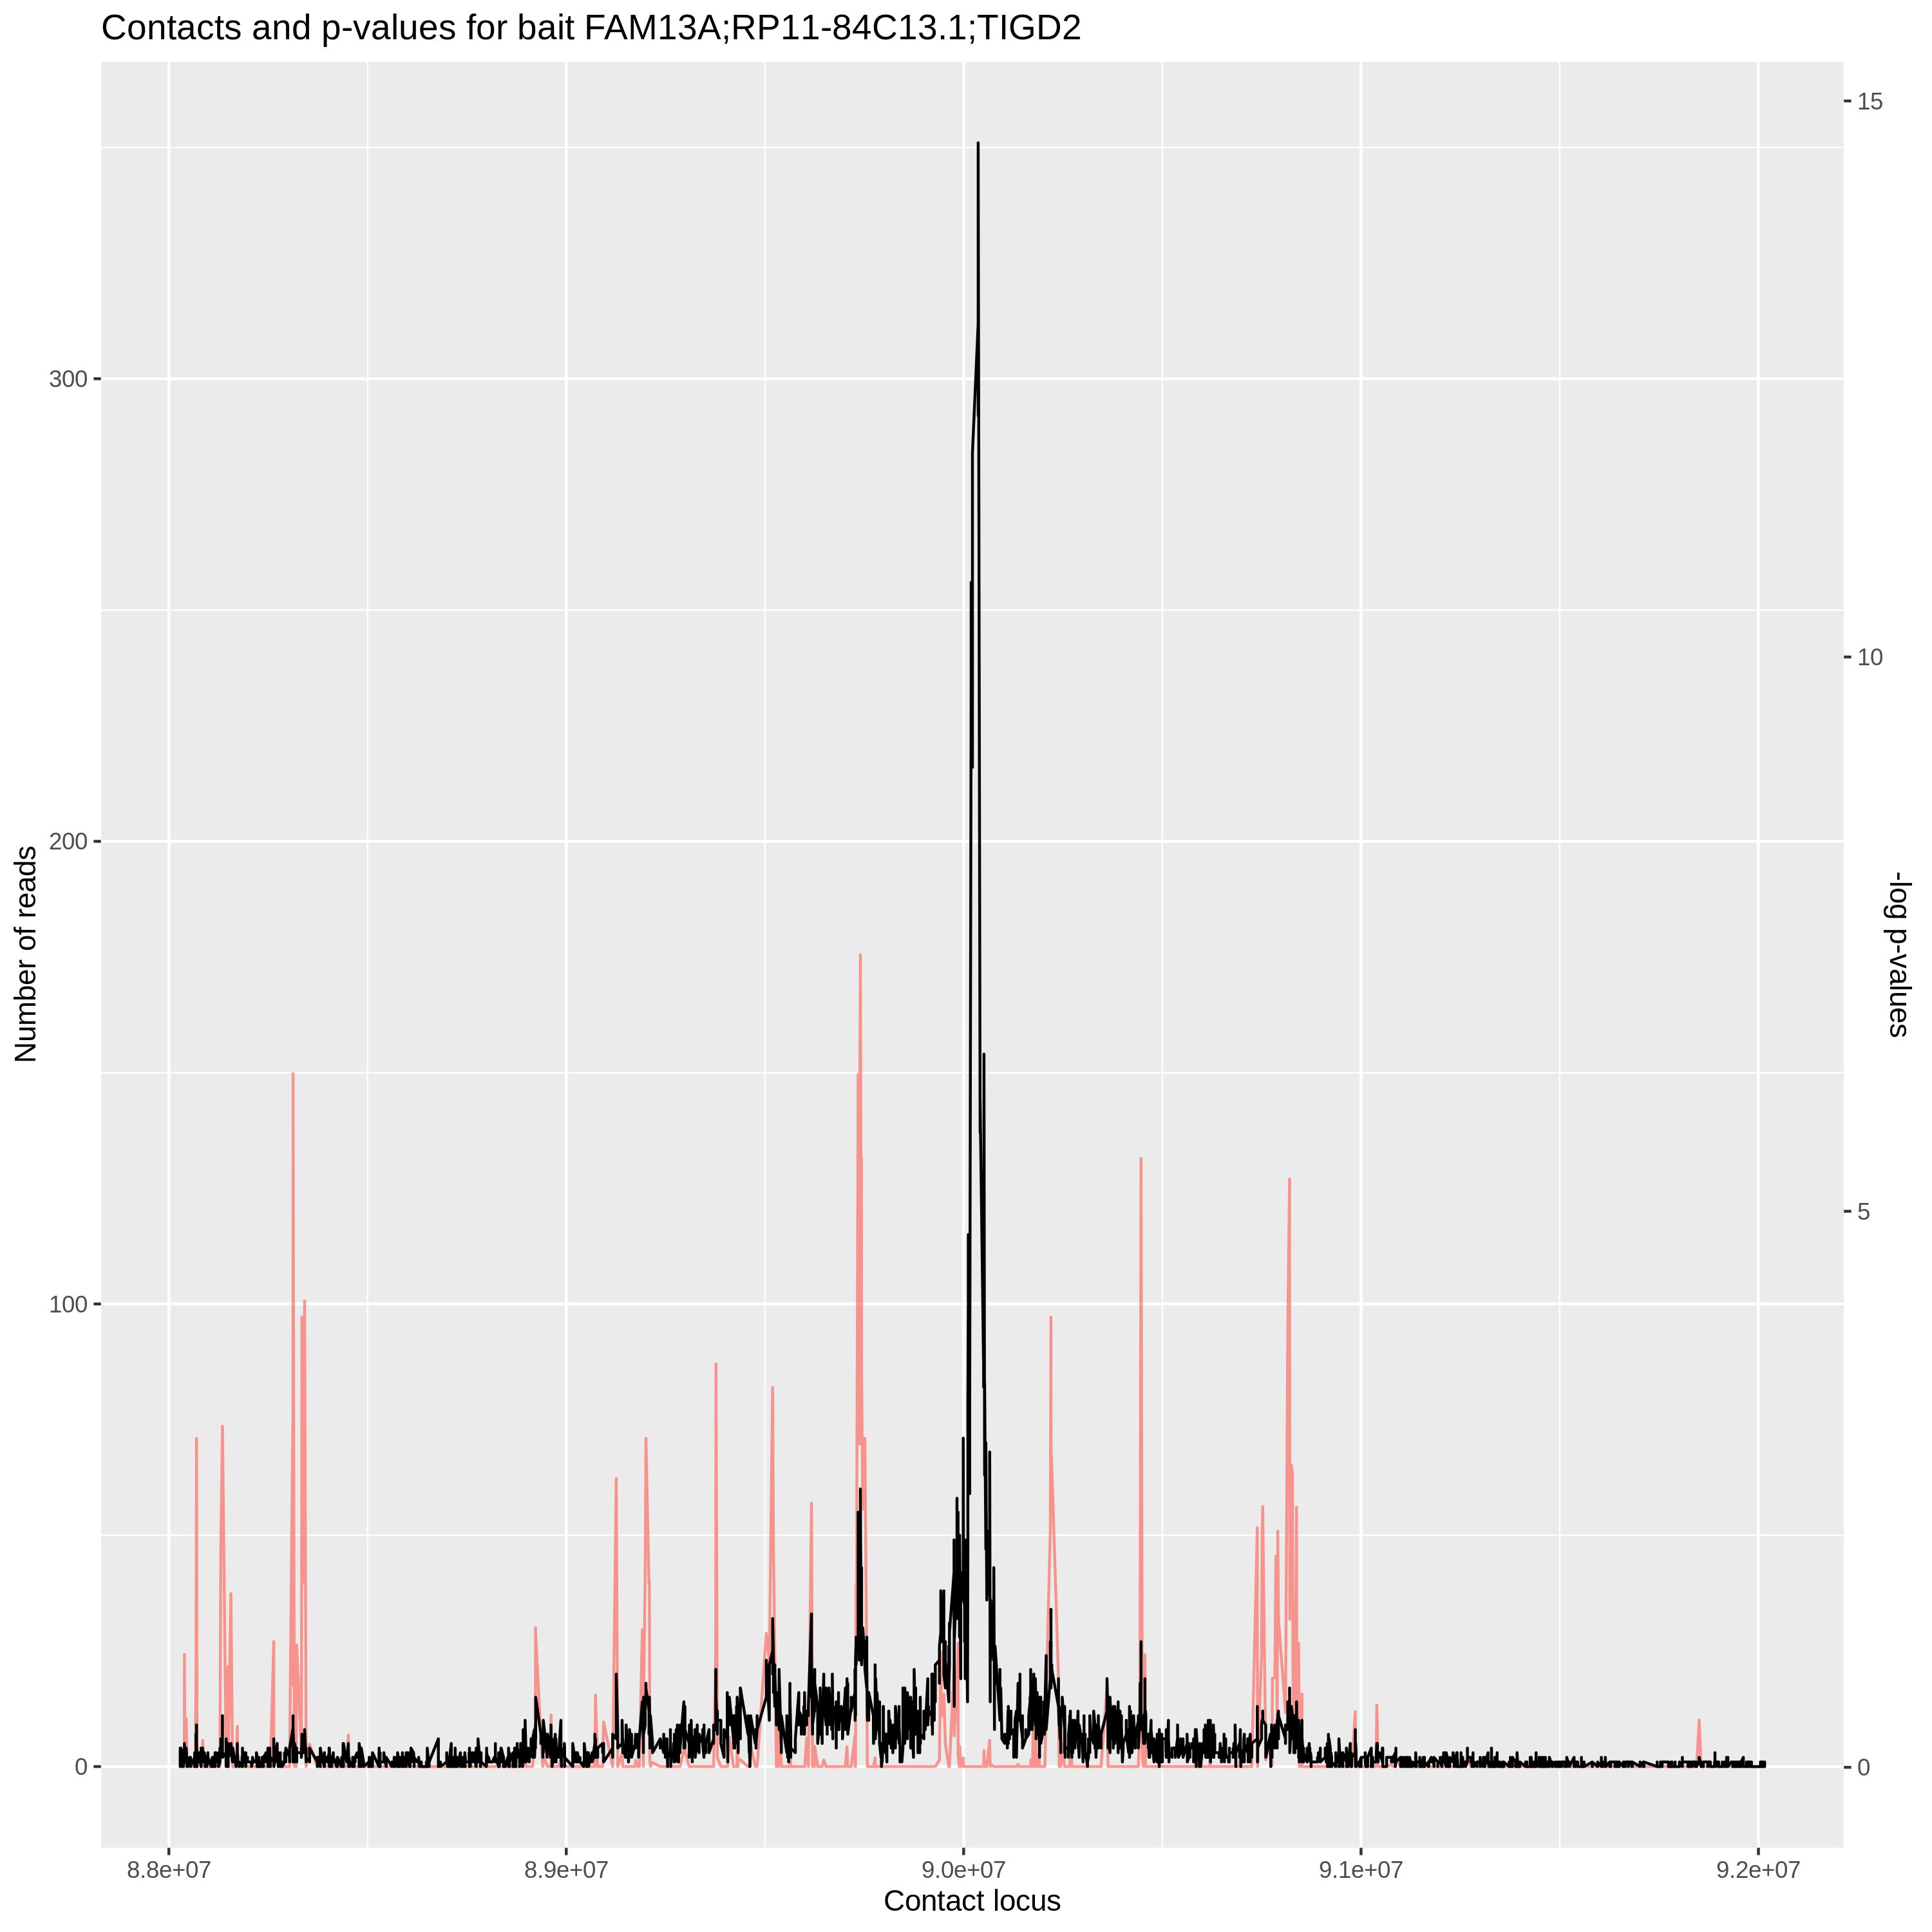 Contacts and p-values for bait FAM13A;RP11-84C13.1;TIGD2
15
300
10
200
Number of reads
-log p-values
5
100
0
0
8.8e+07
8.9e+07
9.0e+07
9.1e+07
9.2e+07
Contact locus